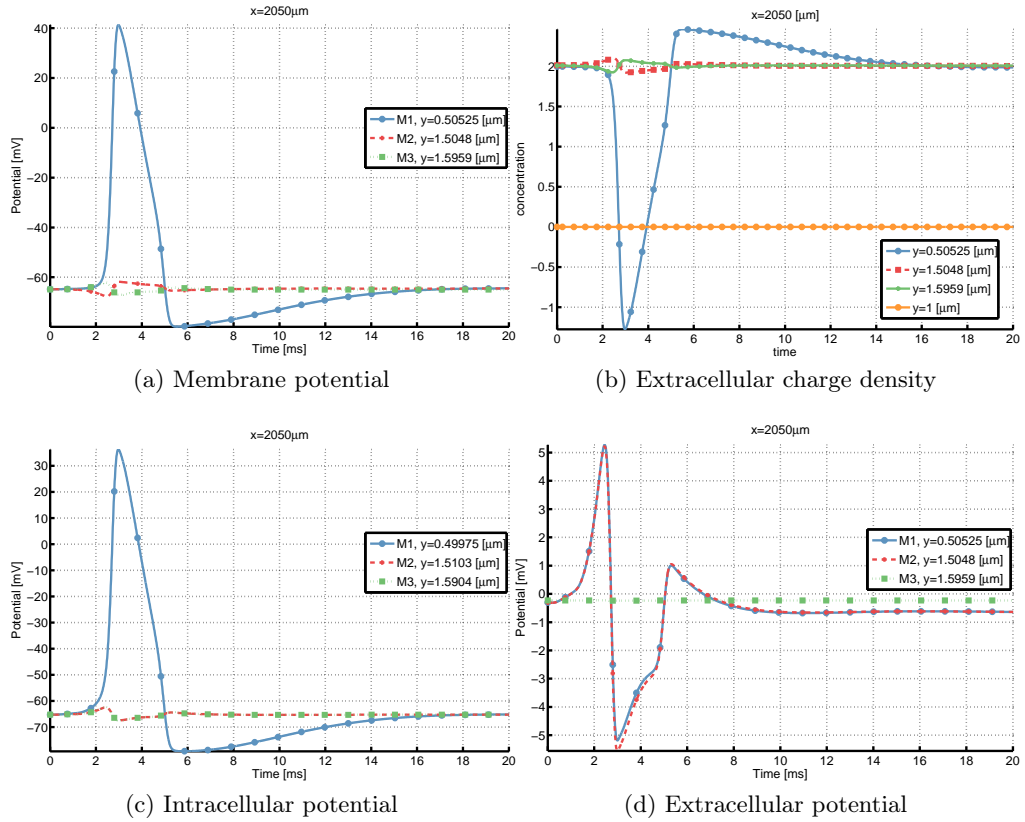 x=2050µm
40
20
0
−20
−40
−60
Potential [mV]
M1, y=0.50525 [µm]
M2, y=1.5048 [µm]
M3, y=1.5959 [µm]
0 2 4 6 8 10 12 14 16 18 20
Time [ms]
(a) Membrane potential
x=2050 [µm]
2
1.5
1
0.5
0
−0.5
−1
concentration
y=0.50525 [µm]
y=1.5048 [µm]
y=1.5959 [µm]
y=1 [µm]
0 2 4 6 8 10 12 14 16 18 20
time
(b) Extracellular charge density
x=2050µm
30
20
10
0
−10
−20
−30
−40
−50
−60
−70
Potential [mV]
M1, y=0.49975 [µm]
M2, y=1.5103 [µm]
M3, y=1.5904 [µm]
0 2 4 6 8 10 12 14 16 18 20
Time [ms]
(c) Intracellular potential
x=2050µm
5
4
3
2
1
0
−1
−2
−3
−4
−5
Potential [mV]
M1, y=0.50525 [µm]
M2, y=1.5048 [µm]
M3, y=1.5959 [µm]
0 2 4 6 8 10 12 14 16 18 20
Time [ms]
(d) Extracellular potential